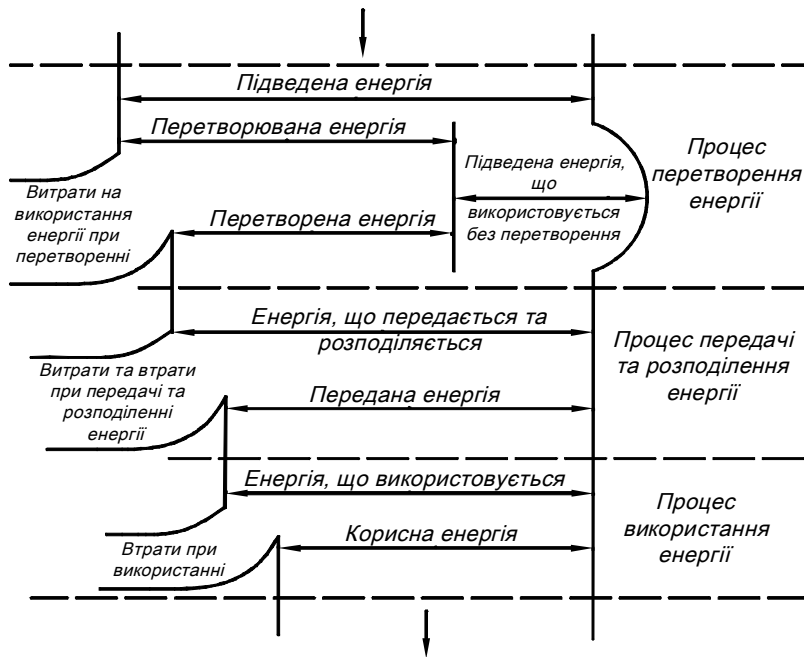 Підведена енергія
Перетворювана енергія
Підведена енергія,
що
використовується
без перетворення
Процес
перетворення
енергії
Витрати на
використання
енергії при
перетворенні
Перетворена енергія
Енергія, що передається та
розподіляється
Процес передачі
та розподілення
енергії
Витрати та втрати
при передачі та
розподіленні
енергії
Передана енергія
Енергія, що використовується
Процес
використання
енергії
Втрати при
використанні
Корисна енергія